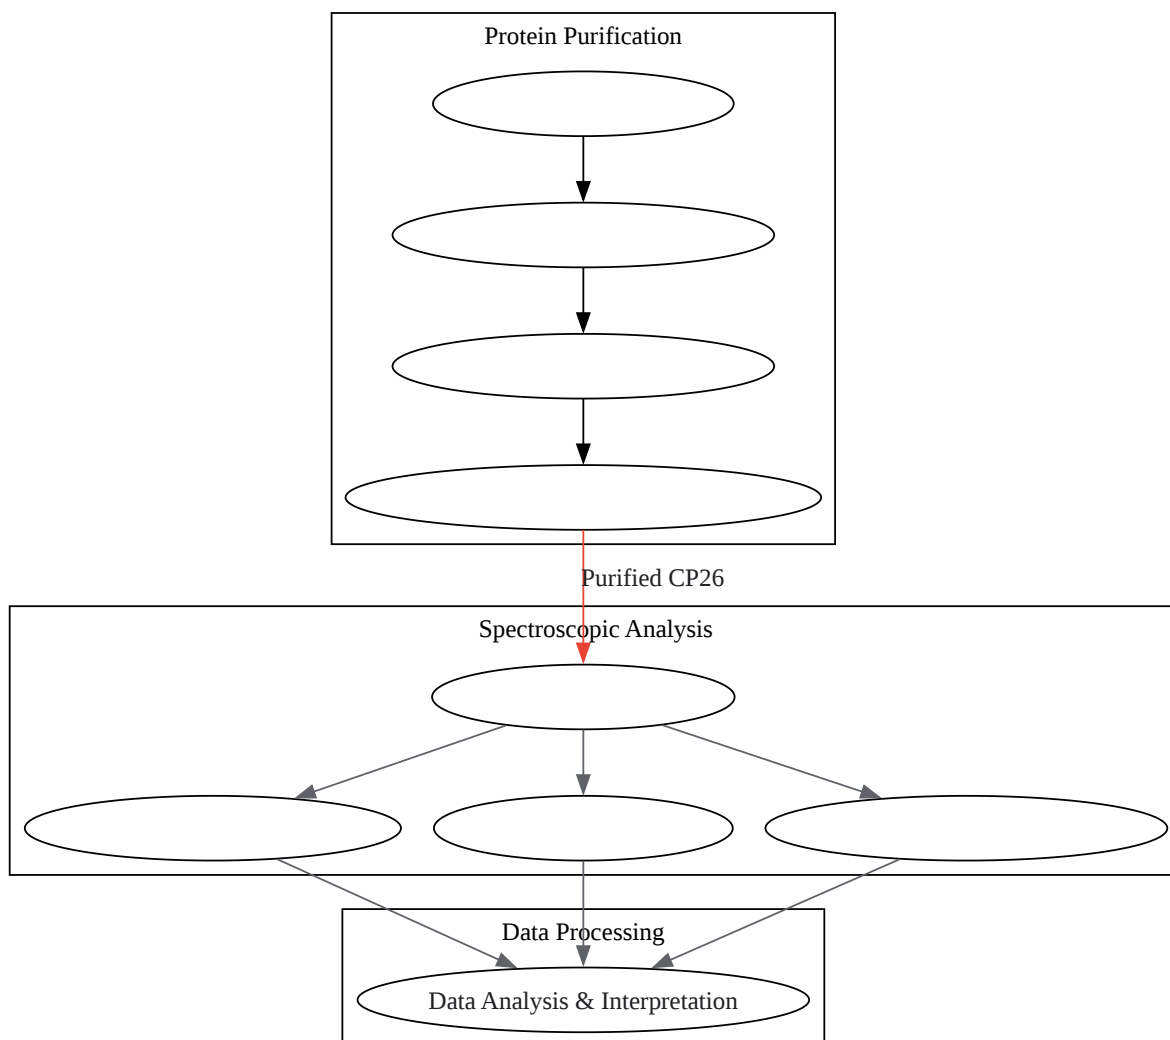 Protein Purification
Purified CP26
Spectroscopic Analysis
Data Processing
Data Analysis & Interpretation